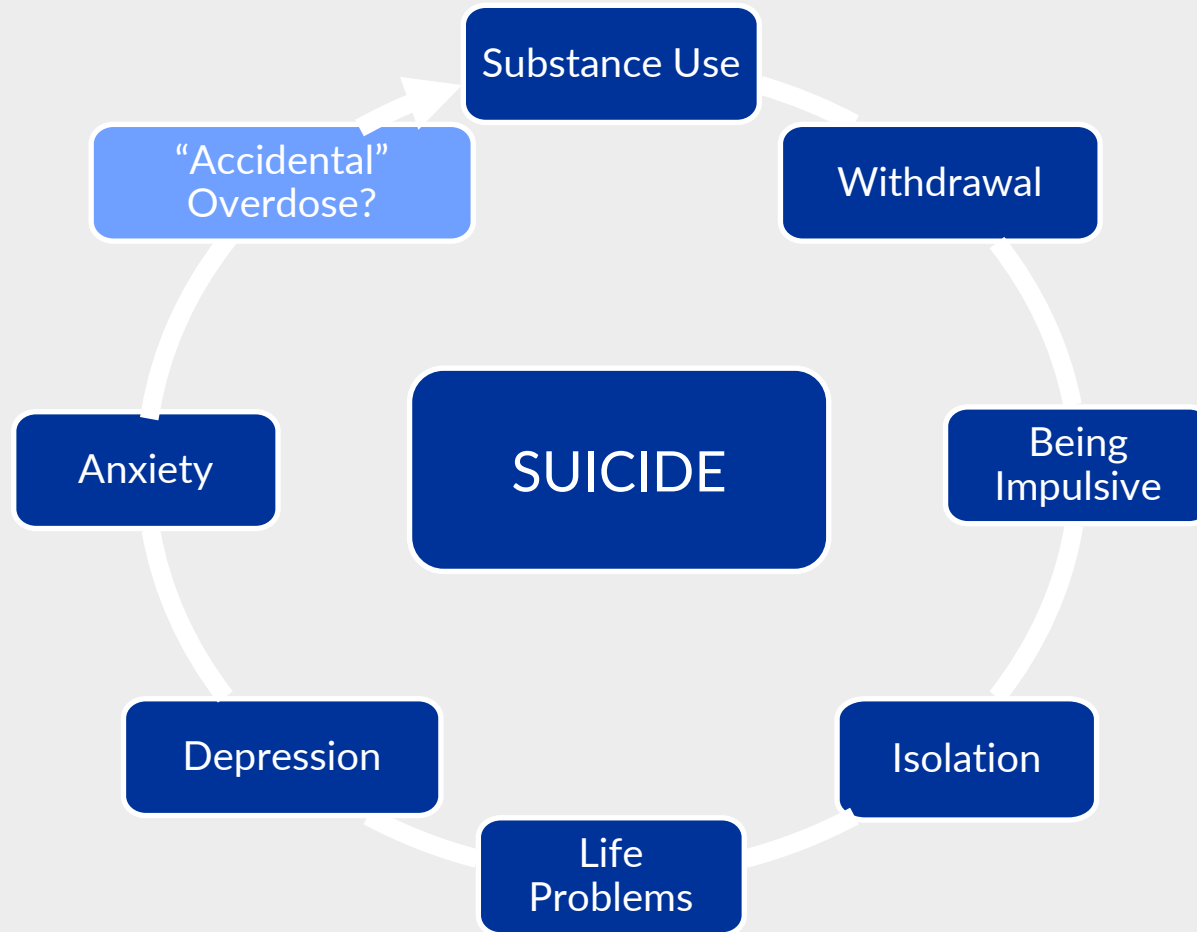 Substance Use
Withdrawal
Being
Impulsive
Isolation
Life
Problems
Depression
Anxiety
“Accidental”
Overdose?
SUICIDE